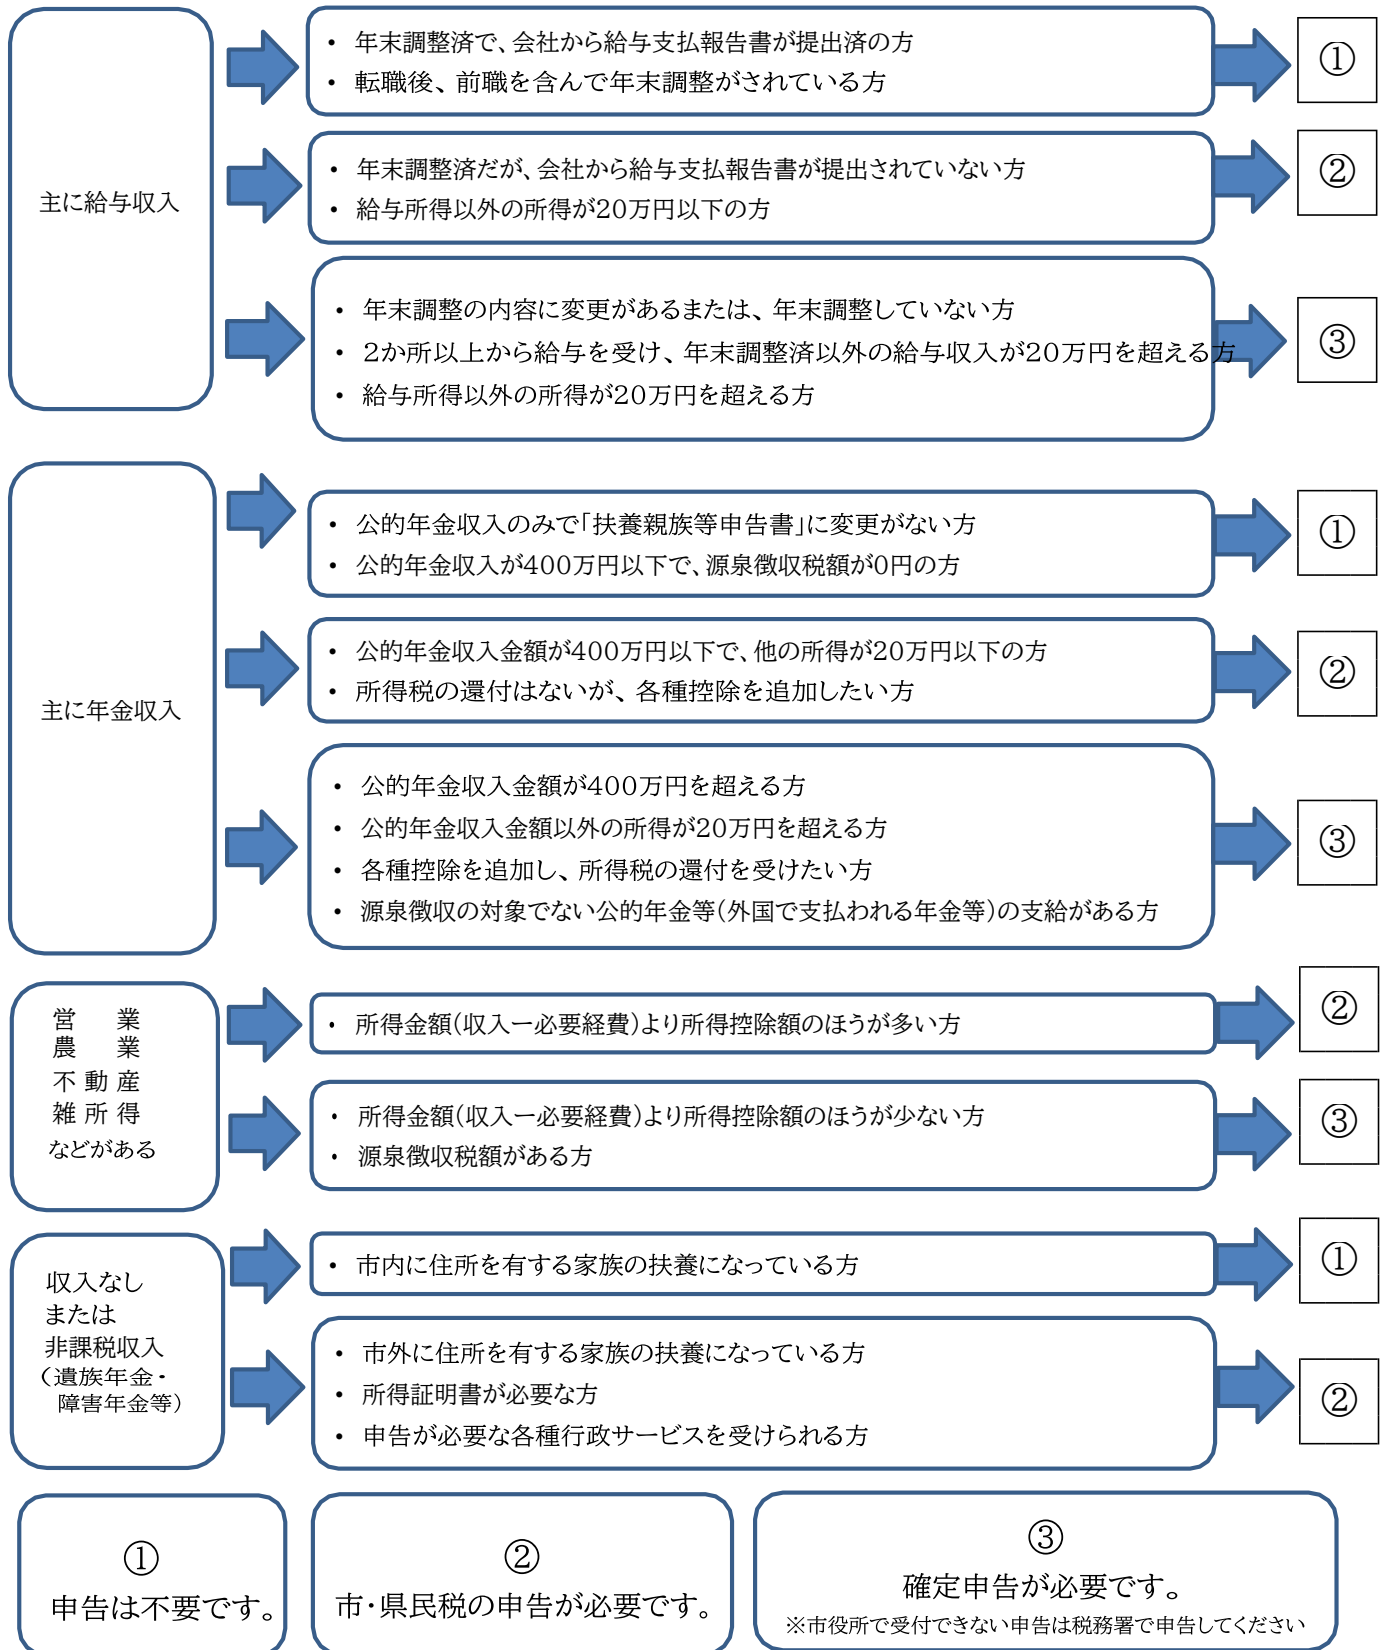 主に給与収入
・ 年末調整済で、会社から給与支払報告書が提出済の方
・ 転職後、前職を含んで年末調整がされている方
①
・ 年末調整済だが、会社から給与支払報告書が提出されていない方
・ 給与所得以外の所得が20万円以下の方
②
・ 年末調整の内容に変更があるまたは、年末調整していない方
・ 2か所以上から給与を受け、年末調整済以外の給与収入が20万円を超える方
・ 給与所得以外の所得が20万円を超える方
③
主に年金収入
・ 公的年金収入のみで「扶養親族等申告書」に変更がない方
・ 公的年金収入が400万円以下で、源泉徴収税額が0円の方
①
・ 公的年金収入金額が400万円以下で、他の所得が20万円以下の方
・ 所得税の還付はないが、各種控除を追加したい方
②
・ 公的年金収入金額が400万円を超える方
・ 公的年金収入金額以外の所得が20万円を超える方
・ 各種控除を追加し、所得税の還付を受けたい方
・ 源泉徴収の対象でない公的年金等(外国で支払われる年金等)の支給がある方
③
営　業
農　業
不動産
雑所得
などがある
・ 所得金額(収入ー必要経費)より所得控除額のほうが多い方
②
・ 所得金額(収入ー必要経費)より所得控除額のほうが少ない方
・ 源泉徴収税額がある方
③
収入なし
または
非課税収入
(遺族年金・
障害年金等)
・ 市内に住所を有する家族の扶養になっている方
①
・ 市外に住所を有する家族の扶養になっている方
・ 所得証明書が必要な方
・ 申告が必要な各種行政サービスを受けられる方
②
①
申告は不要です。
②
市・県民税の申告が必要です。
③
確定申告が必要です。
※市役所で受付できない申告は税務署で申告してください